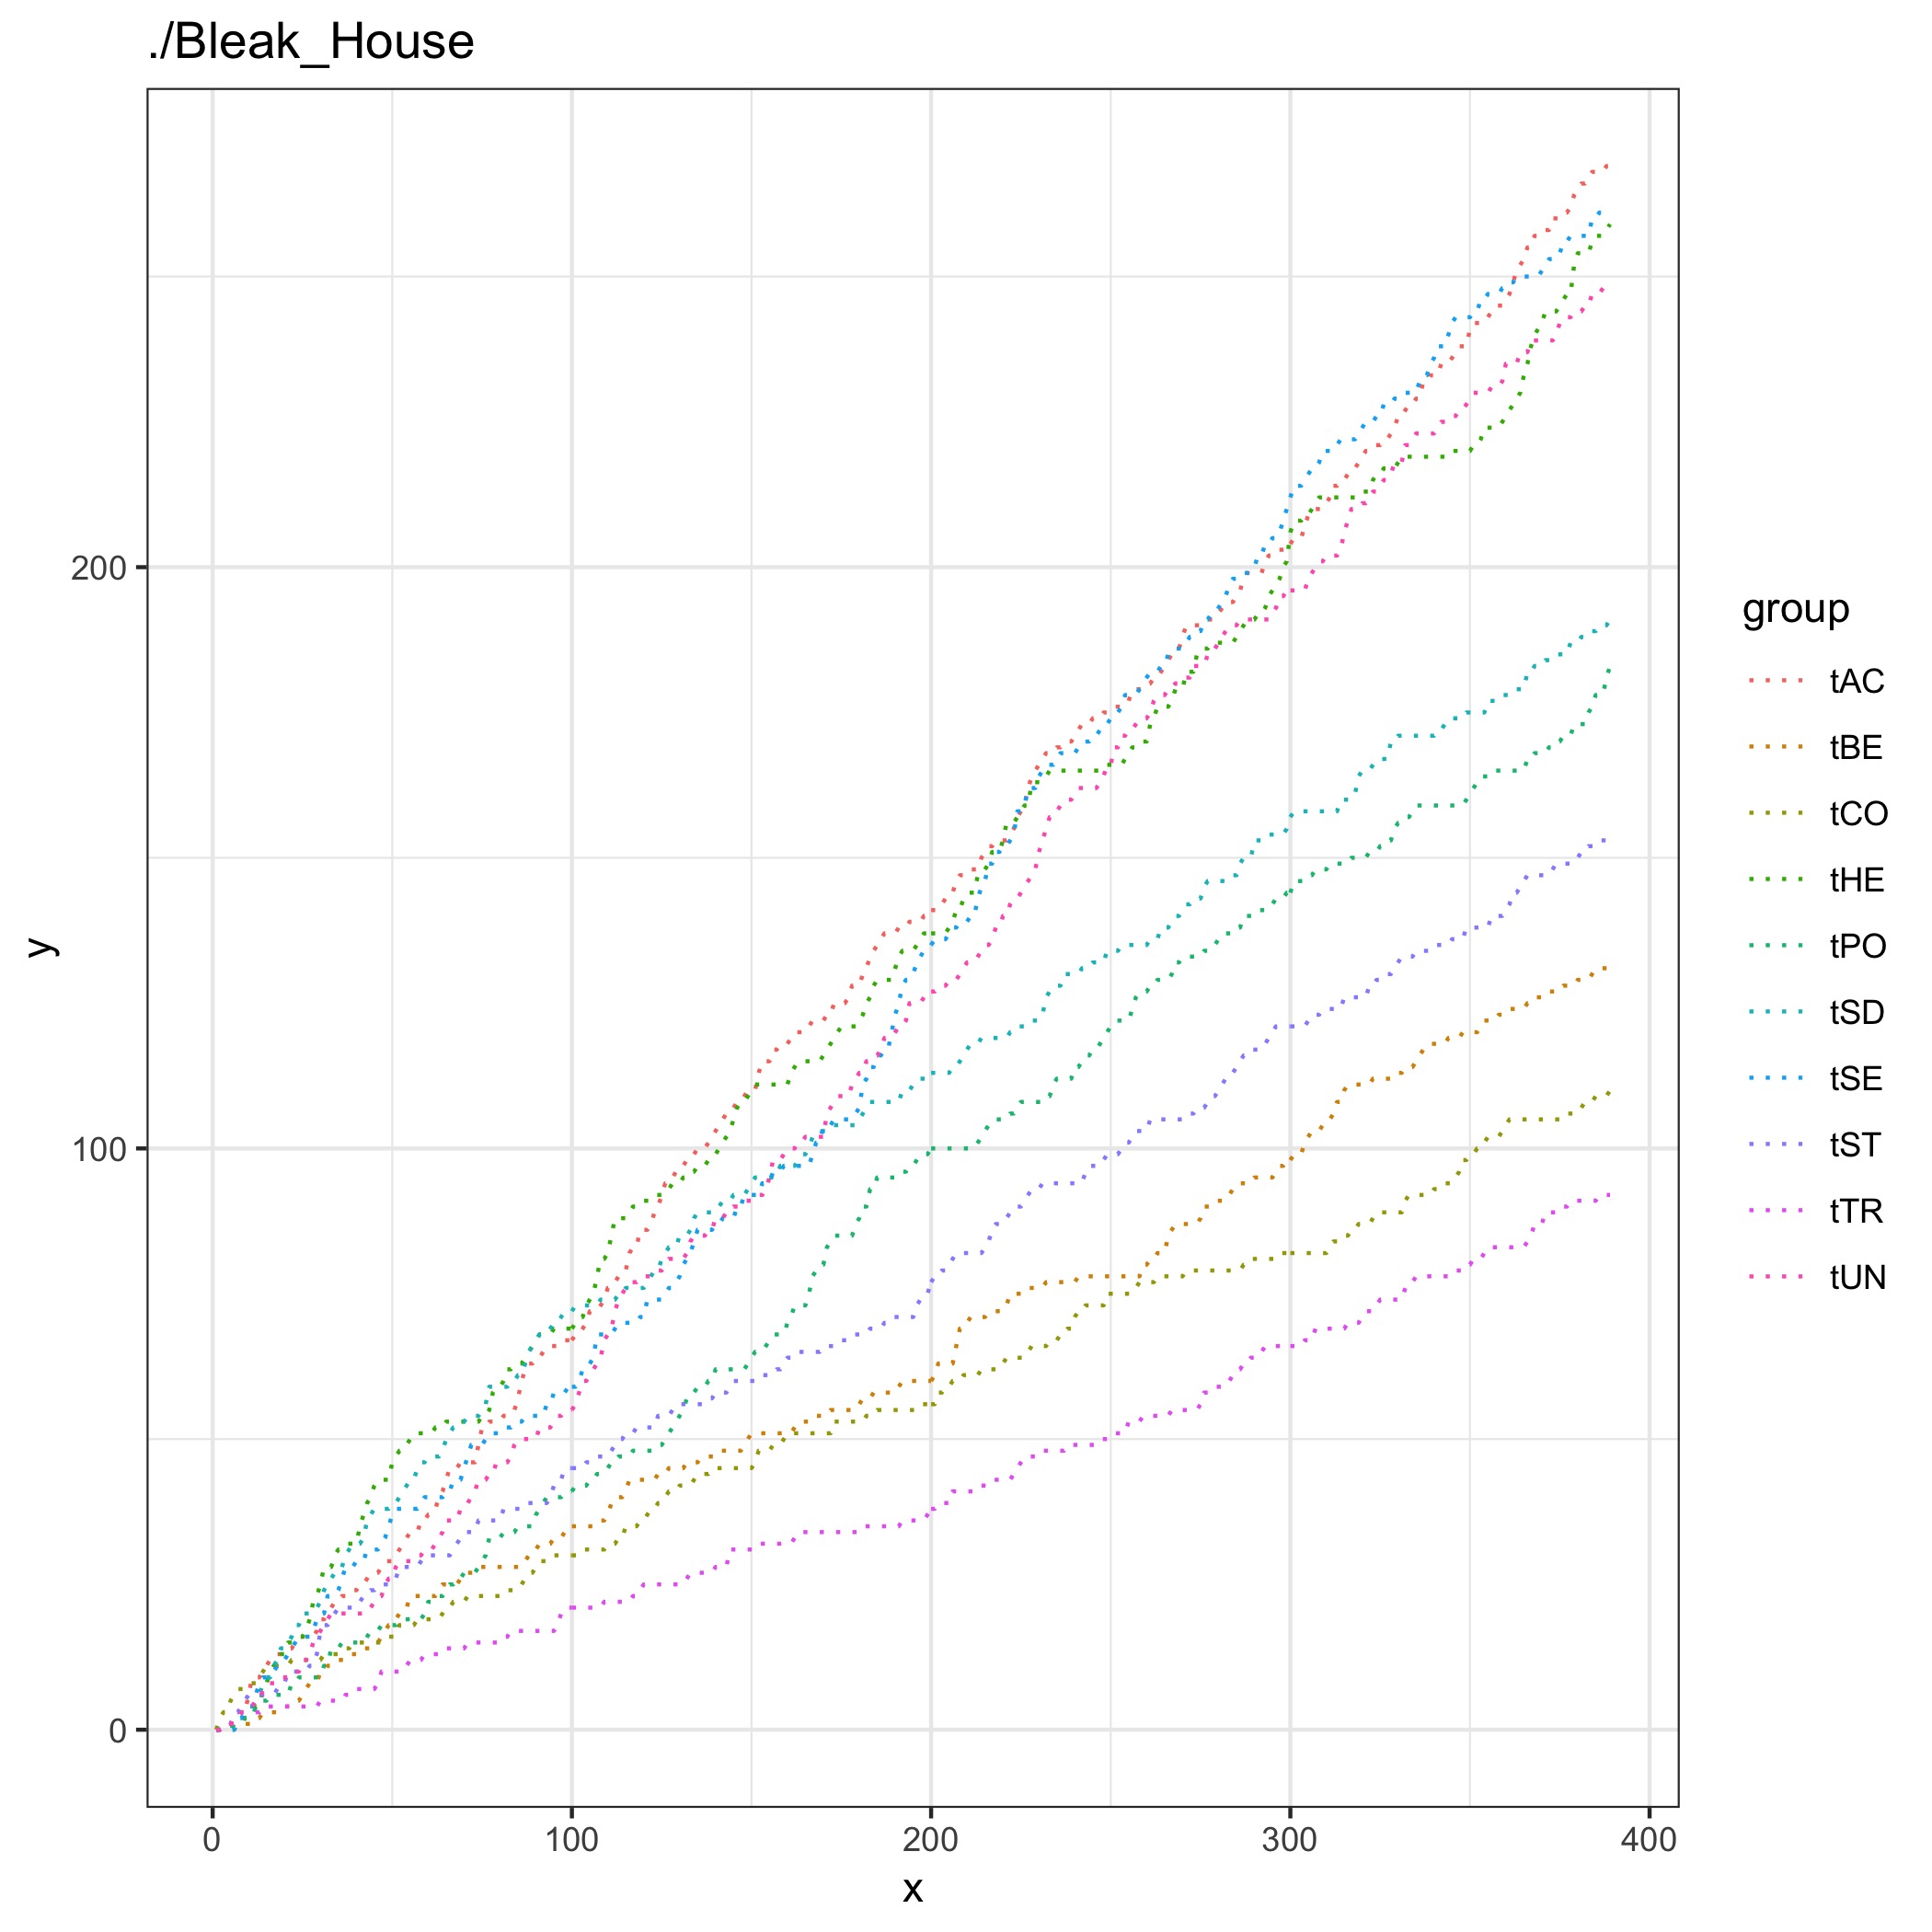 ./Bleak_House
y
200
100
0
0 100 200 300 400
x
group
tAC
tBE
tCO
tHE
tPO
tSD
tSE
tST
tTR
tUN